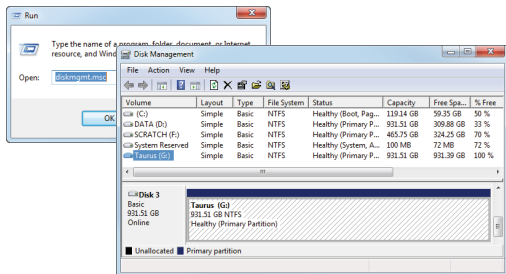 Run
Type the name of a program, folder, document, or Internet
resource, and Wind
Open: diskmgmt.msc
OK
Disk Management
File Action View Help
Volume Layout Type File System Status Capacity Free Spa... % Free
(C:) Simple Basic NTFS Healthy (Boot, Pag... 119.14 GB 59.35 GB 50 %
DATA (D:) Simple Basic NTFS Healthy (Primary P... 931.51 GB 309.88 GB 33 %
SCRATCH (F:) Simple Basic NTFS Healthy (Primary P... 465.75 GB 324.25 GB 70 %
System Reserved Simple Basic NTFS Healthy (System, A... 100 MB 72 MB 72 %
Taurus (G:) Simple Basic NTFS Healthy (Primary P... 931.51 GB 931.39 GB 100 %
Disk 3
Basic
931.51 GB
Online
Taurus (G:)
931.51 GB NTFS
Healthy (Primary Partition)
Unallocated Primary partition